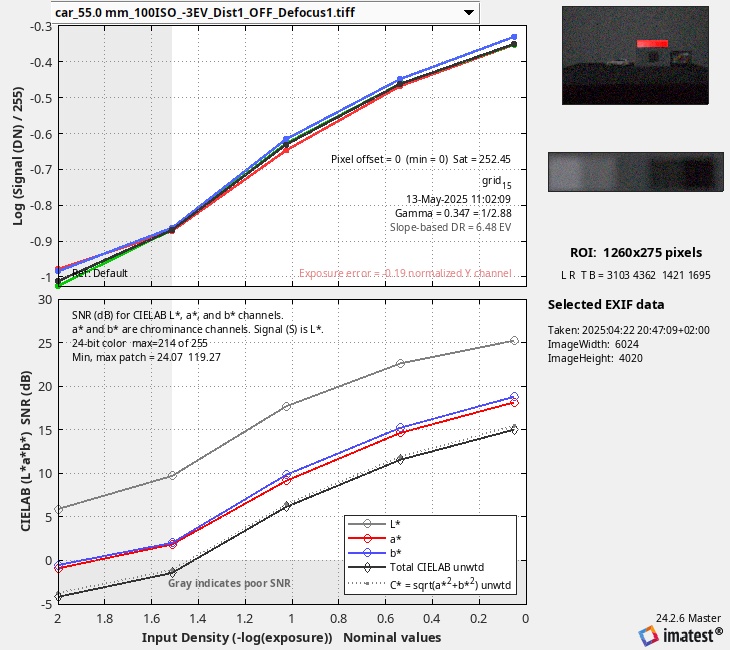 car_55.0 mm_100ISO_-3EV_Dist1_OFF_Defocus1.tiff
-0.3
-0.4
-0.5
-0.6
-0.7
-0.8
-0.9
-1
Log (Signal (DN) / 255)
Pixel offset = 0 (min = 0) Sat = 252.45
grid15
13-May-2025 11:02:09
Gamma = 0.347 = 1/2.88
Slope-based DR = 6.48 EV
Ref: Default
Exposure error = -0.19 normalized Y channel
30
25
20
15
10
5
0
-5
CIELAB (L*a*b*) SNR (dB)
SNR (dB) for CIELAB L*, a*, and b* channels.
a* and b* are chrominance channels. Signal (S) is L*.
24-bit color max=214 of 255
Min, max patch = 24.07 119.27
L*
a*
b*
Total CIELAB unwtd
C* = sqrt(a*2+b*2) unwtd
Gray indicates poor SNR
2 1.8 1.6 1.4 1.2 1 0.8 0.6 0.4 0.2 0
Input Density (-log(exposure)) Nominal values
ROI: 1260x275 pixels
L R T B = 3103 4362 1421 1695
Selected EXIF data
Taken: 2025:04:22 20:47:09+02:00
ImageWidth: 6024
ImageHeight: 4020
24.2.6 Master
imatest®